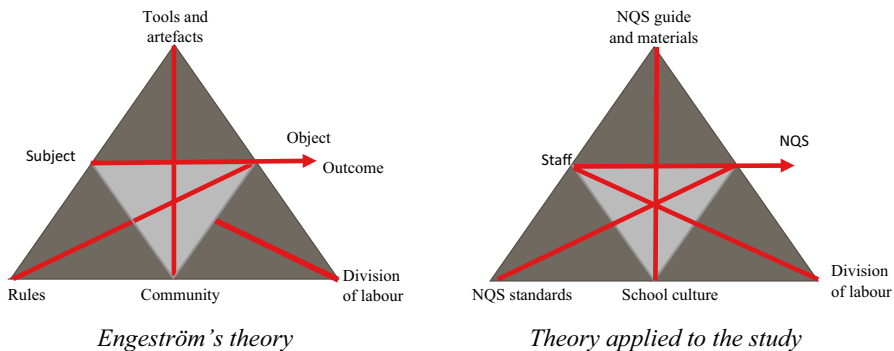 Tools and
artefacts
Subject
Object
Outcome
Rules
Community
Division
of labour
Engeström's theory
NQS guide
and materials
Staff
NQS
NQS standards
School culture
Division
of labour
Theory applied to the study